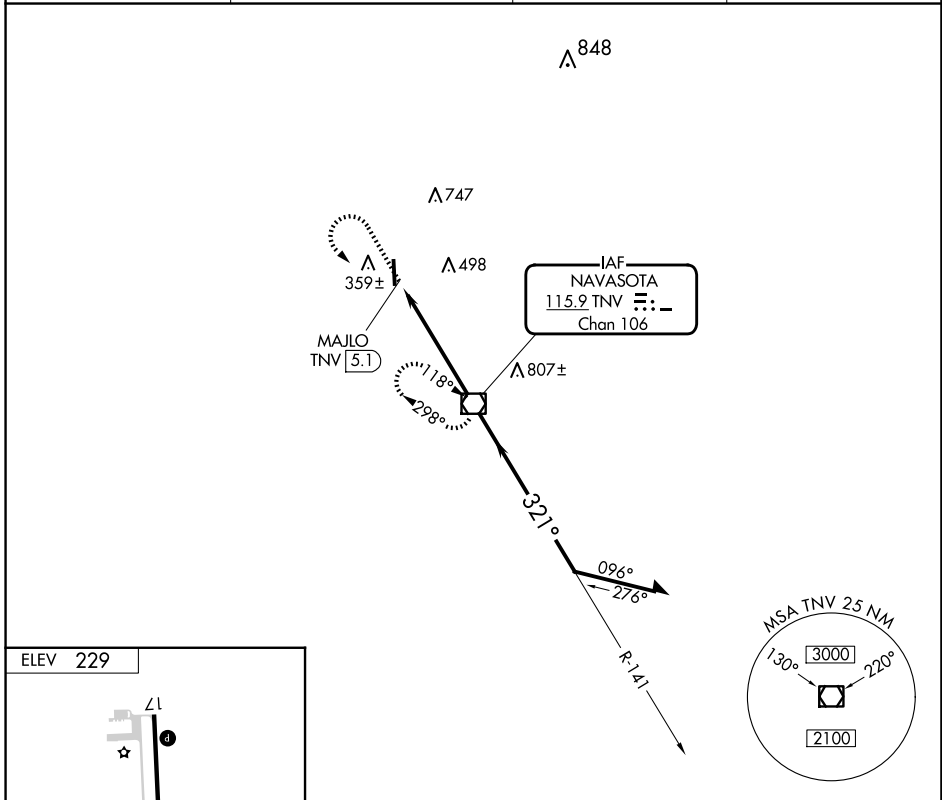 848
747
498
359±
IAF
NAVASOTA
115.9 TNV
Chan 106
MAJLO
TNV 5.1
807±
118°
298°
321°
096°
276°
R-141
MSA TNV 25 NM
3000
130°
220°
2100
ELEV 229
17
P